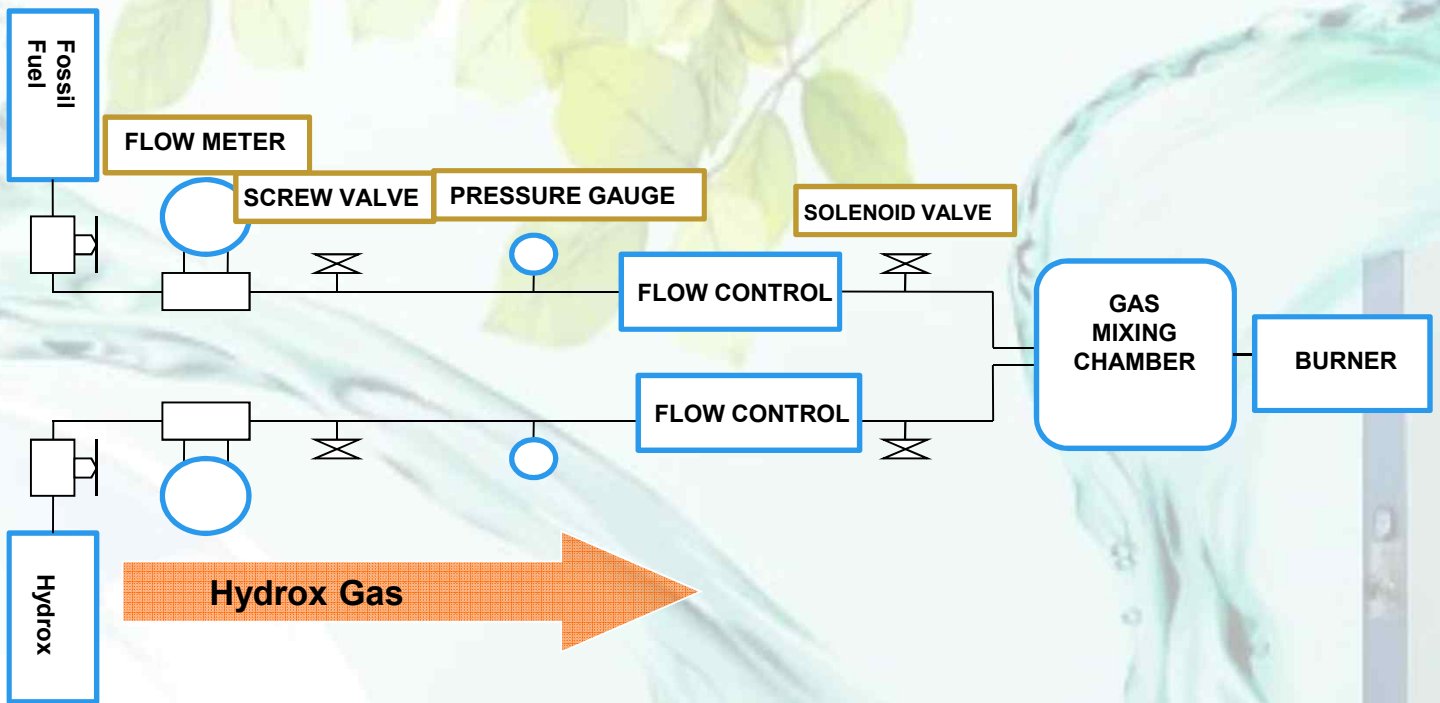 Fossil
Fuel
FLOW METER
SCREW VALVE
PRESSURE GAUGE
SOLENOID VALVE
FLOW CONTROL
GAS
MIXING
CHAMBER
BURNER
FLOW CONTROL
Hydrox
Hydrox Gas